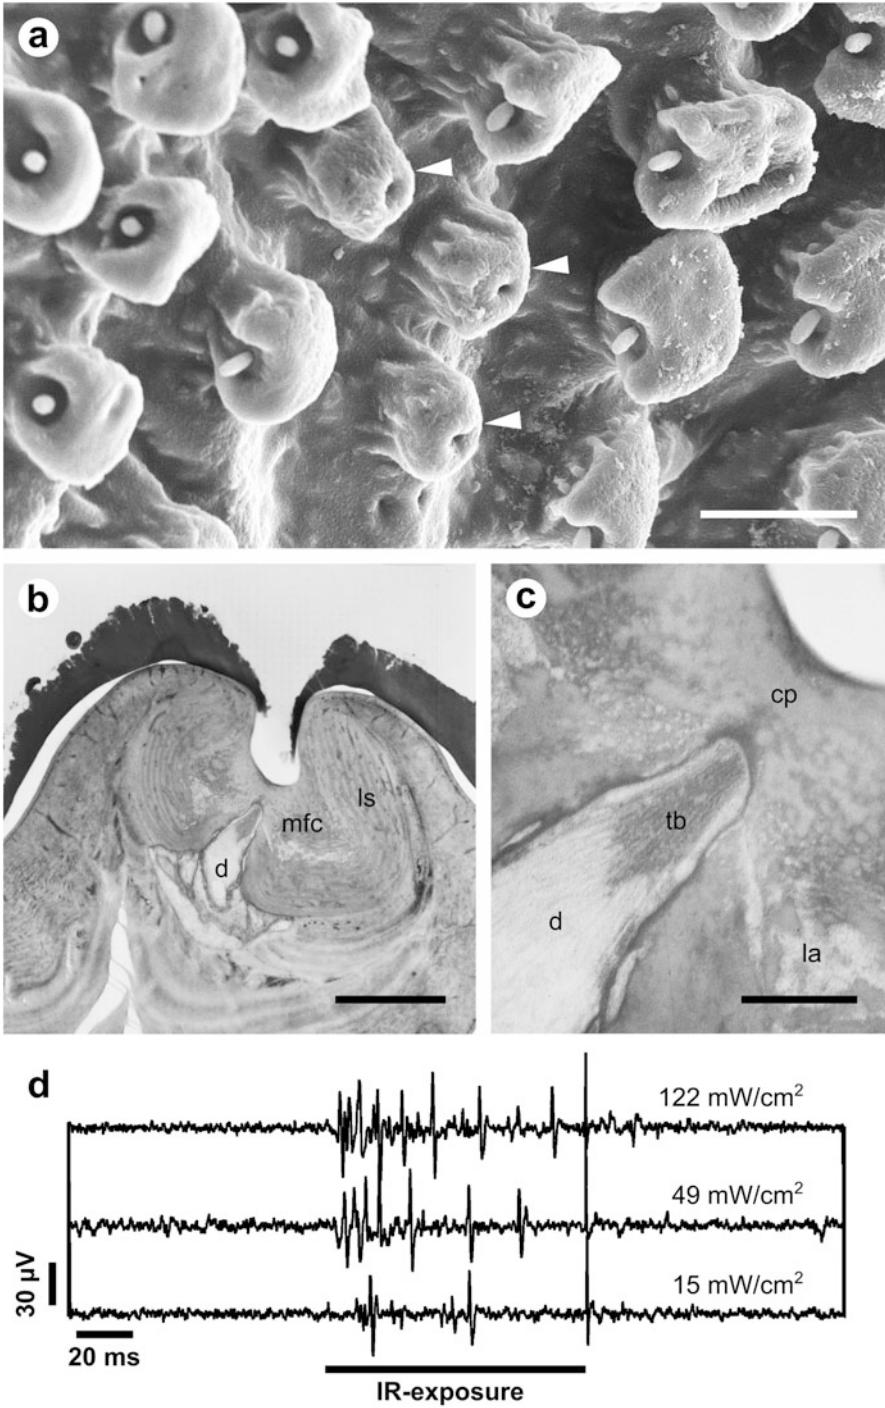 a
b
c
cp
ls
mfc
tb
d
d
la
d
122 mW/cm²
49 mW/cm²
15 mW/cm²
30 µV
20 ms
IR-exposure